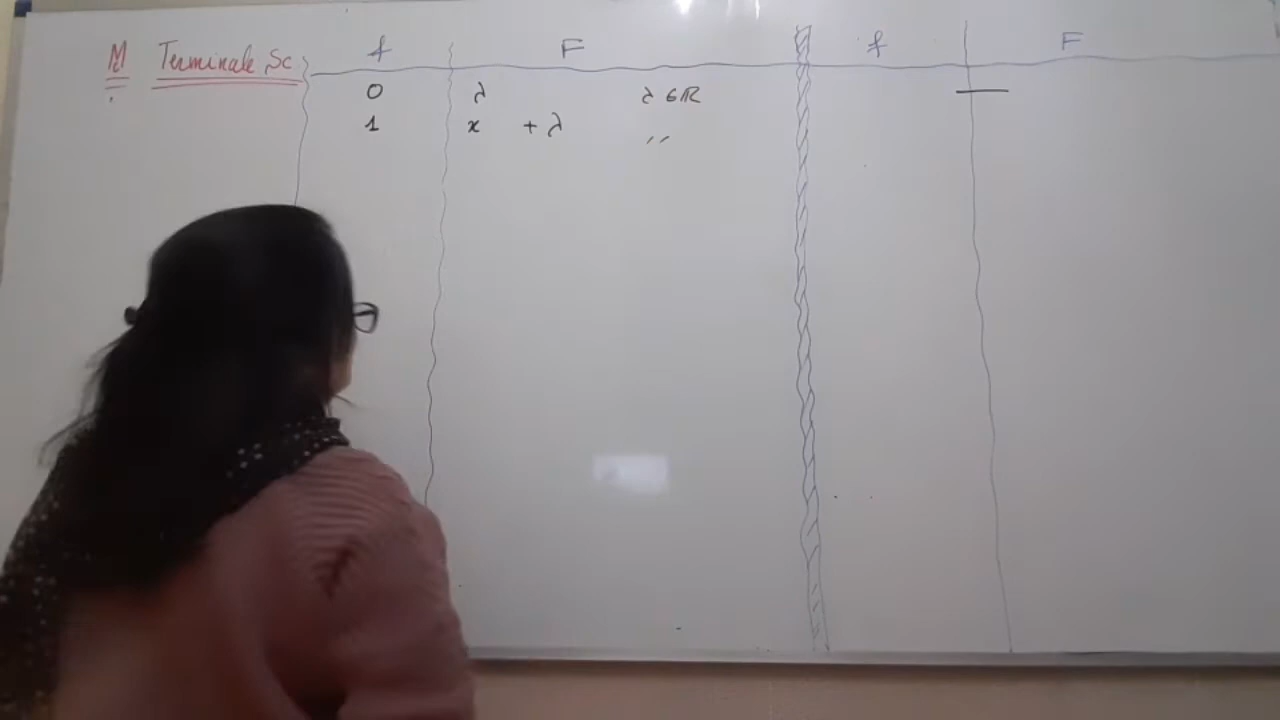 M Terminale Sc
f F f F
0 λ λ ∈ ℝ
1 x + λ //